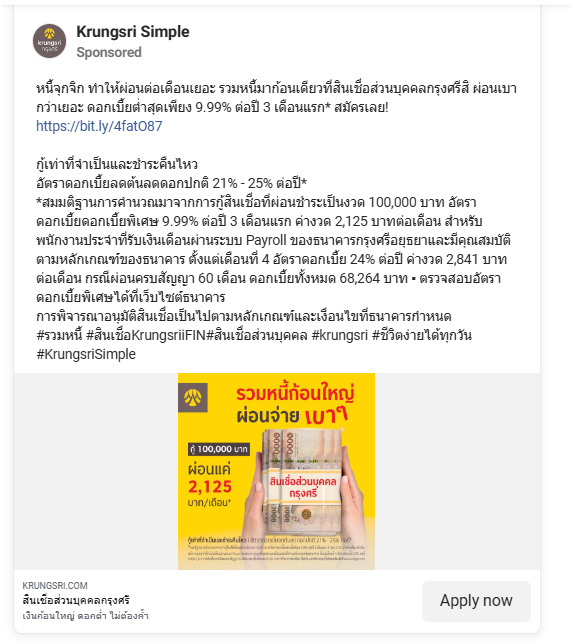 Krungsri Simple
Sponsored
krungsri
กรุงศรี
หนี้จุกจิก ทำให้ผ่อนต่อเดือนเยอะ รวมหนี้มาก้อนเดียวที่สินเชื่อส่วนบุคคลกรุงศรีสิ ผ่อนเบา
กว่าเยอะ ดอกเบี้ยต่ำสุดเพียง 9.99% ต่อปี 3 เดือนแรก* สมัครเลย!
https://bit.ly/4fatO87
กู้เท่าที่จำเป็นและชำระคืนไหว
อัตราดอกเบี้ยลดต้นลดดอกปกติ 21% - 25% ต่อปี*
*สมมติฐานการคำนวณมาจากการกู้สินเชื่อที่ผ่อนชำระเป็นงวด 100,000 บาท อัตรา
ดอกเบี้ยดอกเบี้ยพิเศษ 9.99% ต่อปี 3 เดือนแรก ค่างวด 2,125 บาทต่อเดือน สำหรับ
พนักงานประจำที่รับเงินเดือนผ่านระบบ Payroll ของธนาคารกรุงศรีอยุธยาและมีคุณสมบัติ
ตามหลักเกณฑ์ของธนาคาร ตั้งแต่เดือนที่ 4 อัตราดอกเบี้ย 24% ต่อปี ค่างวด 2,841 บาท
ต่อเดือน กรณีผ่อนครบสัญญา 60 เดือน ดอกเบี้ยทั้งหมด 68,264 บาท ▪ ตรวจสอบอัตรา
ดอกเบี้ยพิเศษได้ที่เว็บไซต์ธนาคาร
การพิจารณาอนุมัติสินเชื่อเป็นไปตามหลักเกณฑ์และเงื่อนไขที่ธนาคารกำหนด
#รวมหนี้ #สินเชื่อKrungsriiFIN#สินเชื่อส่วนบุคคล #krungsri #ชีวิตง่ายได้ทุกวัน
#KrungsriSimple
รวมหนี้ก้อนใหญ่
ผ่อนจ่าย เบาๆ
กู้ 100,000 บาท
ผ่อนแค่
2,125
บาท/เดือน*
สินเชื่อส่วนบุคคล
กรุงศรี
กู้เท่าที่จำเป็นและชำระคืนไหว
KRUNGSRI.COM
สินเชื่อส่วนบุคคลกรุงศรี
เงินก้อนใหญ่ ดอกต่ำ ไม่ต้องค้ำ
Apply now